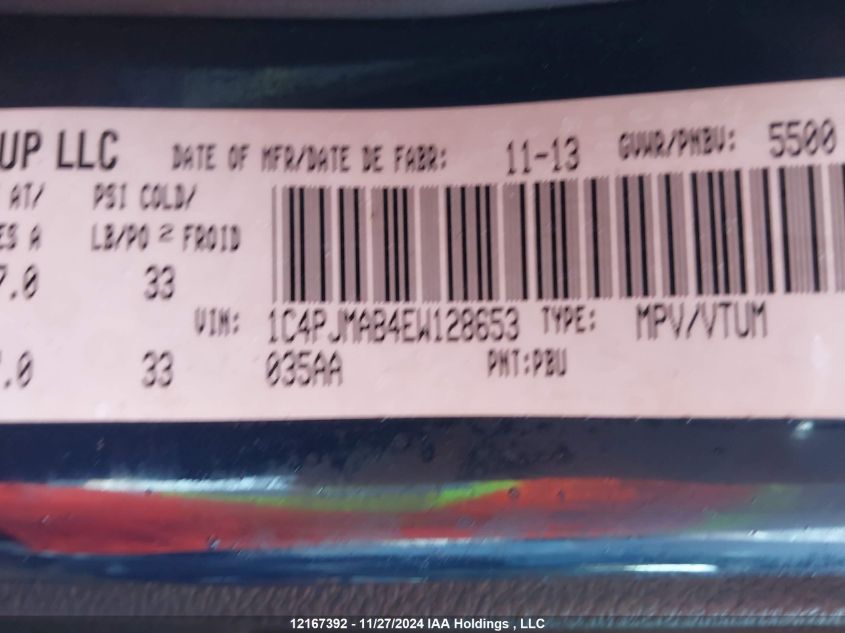 UP LLC DATE OF MFR/DATE DE FABR: 11-13 GVWR/PNBV: 5500
AT/ PSI COLD/
ES A LB/PO 2 FROID
7.0 33
VIN: 1C4PJMAB4EW128653 TYPE: MPV/VTUM
.0 33 035AA PNT:PBU
12167392 - 11/27/2024 IAA Holdings , LLC